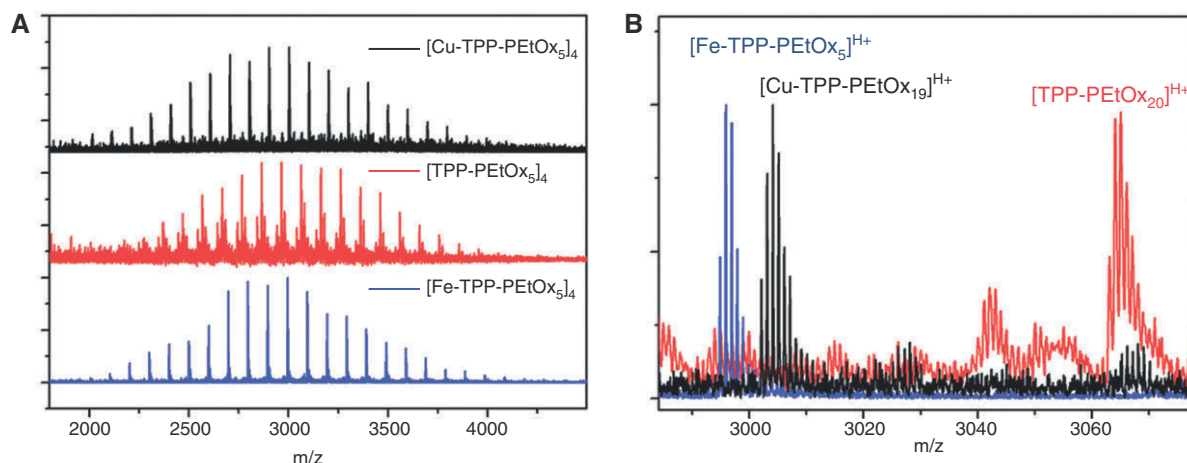 A
[Cu-TPP-PEtOx₅]₄
[TPP-PEtOx₅]₄
[Fe-TPP-PEtOx₅]₄
2000 2500 3000 3500 4000
m/z
B
[Fe-TPP-PEtOx₅]ᴴ⁺
[Cu-TPP-PEtOx₁₉]ᴴ⁺
[TPP-PEtOx₂₀]ᴴ⁺
3000 3020 3040 3060
m/z